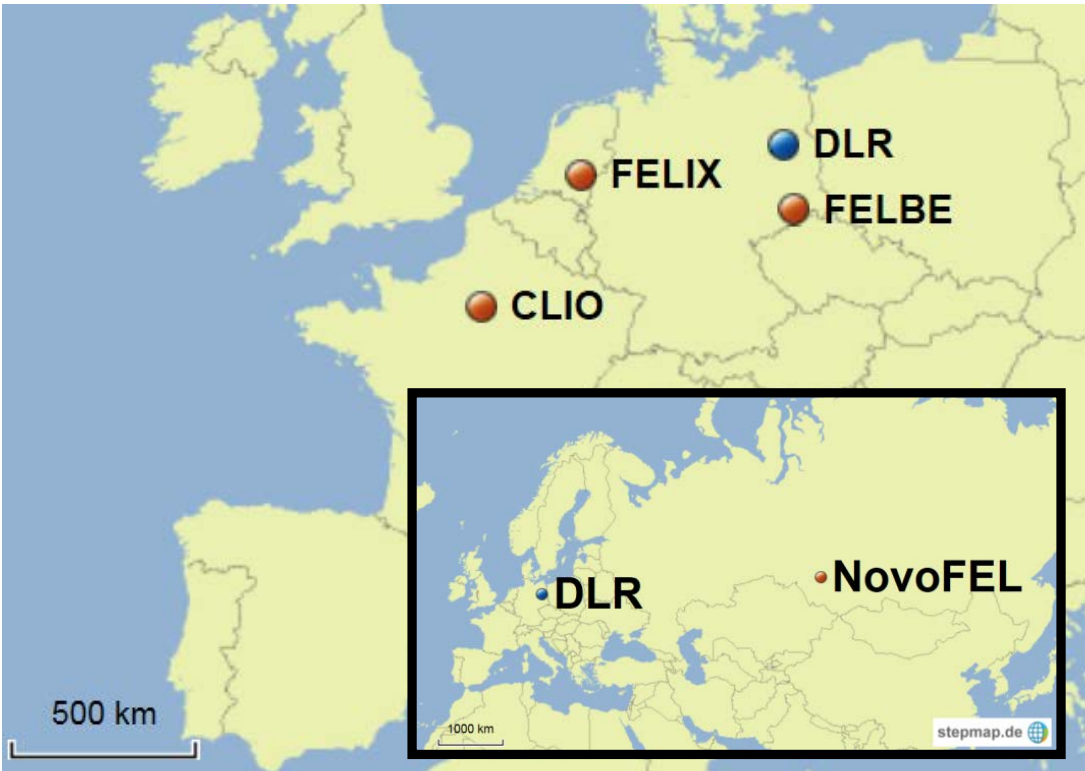 DLR
FELIX
FELBE
CLIO
NovoFEL
DLR
500 km
1000 km
stepmap.de